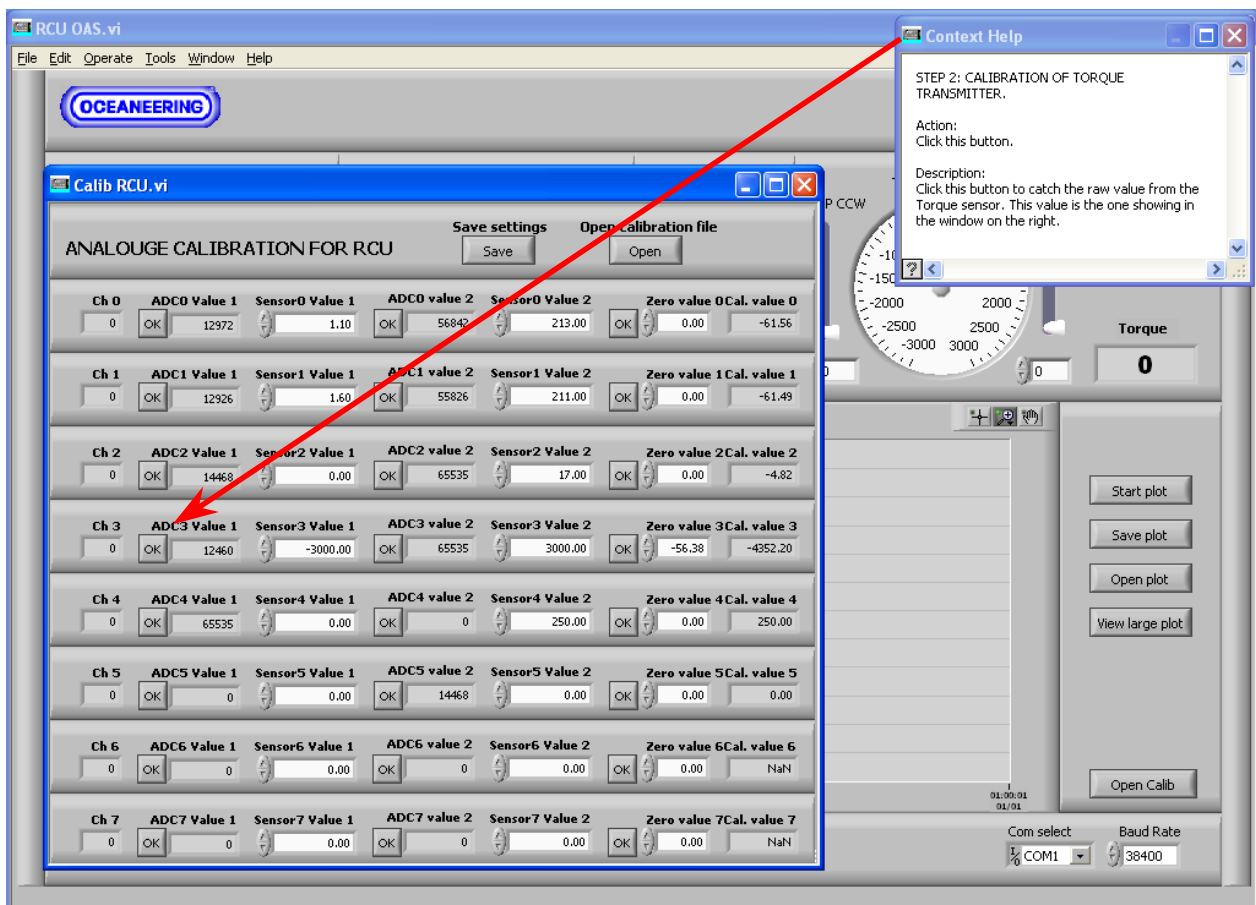 RCU OAS.vi
File Edit Operate Tools Window Help
OCEANEERING
Context Help
STEP 2: CALIBRATION OF TORQUE
TRANSMITTER.
Action:
Click this button.
Description:
Click this button to catch the raw value from the
Torque sensor. This value is the one showing in
the window on the right.
?
Calib RCU.vi
Save settings Open calibration file
ANALOUGE CALIBRATION FOR RCU Save Open
Ch 0 ADC0 Value 1 Sensor0 Value 1 ADC0 value 2 Sensor0 Value 2 Zero value 0 Cal. value 0
0 OK 12972 1.10 OK 56842 213.00 OK 0.00 -61.56
Ch 1 ADC1 Value 1 Sensor1 Value 1 ADC1 value 2 Sensor1 Value 2 Zero value 1 Cal. value 1
0 OK 12926 1.60 OK 55826 211.00 OK 0.00 -61.49
Ch 2 ADC2 Value 1 Sensor2 Value 1 ADC2 value 2 Sensor2 Value 2 Zero value 2 Cal. value 2
0 OK 14468 0.00 OK 65535 17.00 OK 0.00 -4.82
Ch 3 ADC3 Value 1 Sensor3 Value 1 ADC3 value 2 Sensor3 Value 2 Zero value 3 Cal. value 3
0 OK 12460 -3000.00 OK 65535 3000.00 OK -56.38 -4352.20
Ch 4 ADC4 Value 1 Sensor4 Value 1 ADC4 value 2 Sensor4 Value 2 Zero value 4 Cal. value 4
0 OK 65535 0.00 OK 0 250.00 OK 0.00 250.00
Ch 5 ADC5 Value 1 Sensor5 Value 1 ADC5 value 2 Sensor5 Value 2 Zero value 5 Cal. value 5
0 OK 0 0.00 OK 14468 0.00 OK 0.00 0.00
Ch 6 ADC6 Value 1 Sensor6 Value 1 ADC6 value 2 Sensor6 Value 2 Zero value 6 Cal. value 6
0 OK 0 0.00 OK 0 0.00 OK 0.00 NaN
Ch 7 ADC7 Value 1 Sensor7 Value 1 ADC7 value 2 Sensor7 Value 2 Zero value 7 Cal. value 7
0 OK 0 0.00 OK 0 0.00 OK 0.00 NaN
P CCW
-2000 2000
-2500 2500
-3000 3000
0
Torque
0
Start plot
Save plot
Open plot
View large plot
Open Calib
01:00:01
01/01
Com select Baud Rate
COM1 38400